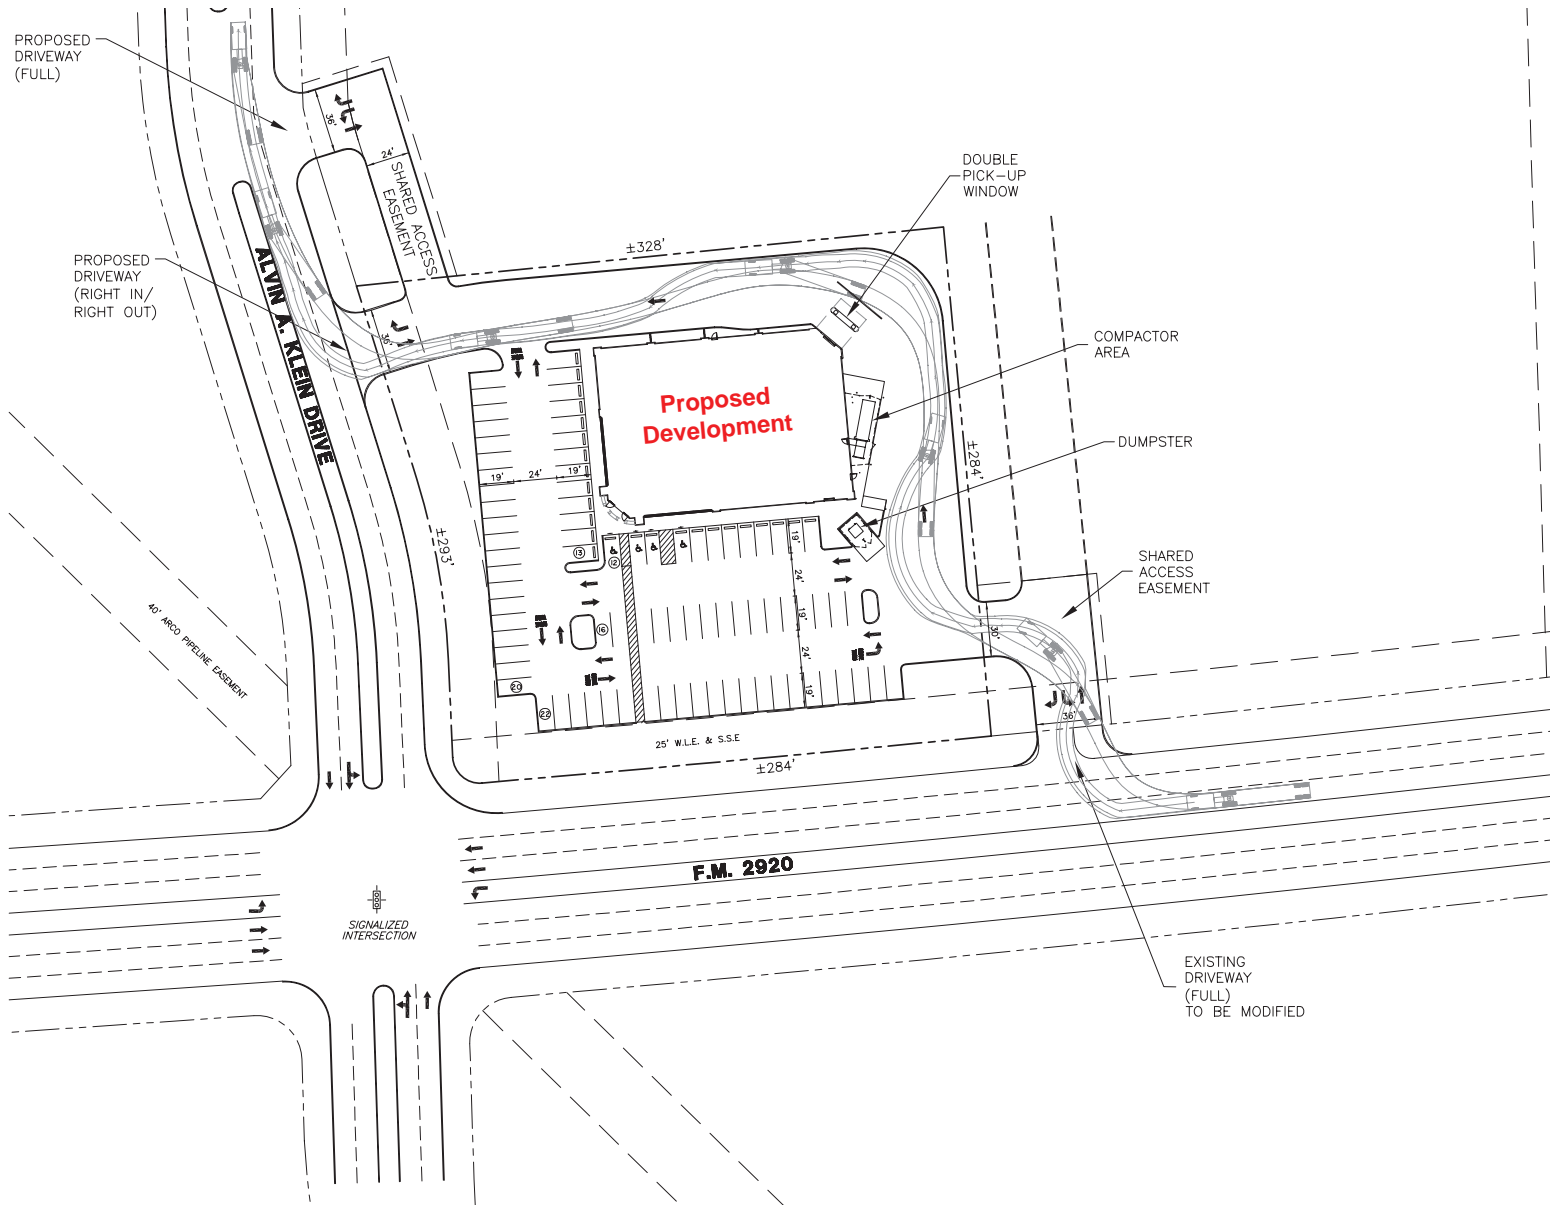 PROPOSED
DRIVEWAY
(FULL)
36'
24'
SHARED ACCESS
EASEMENT
DOUBLE
PICK-UP
WINDOW
±328'
PROPOSED
DRIVEWAY
(RIGHT IN/
RIGHT OUT)
ALVIN A. KLEIN DRIVE
36'
COMPACTOR
AREA
Proposed
Development
DUMPSTER
±284'
19'
24'
19'
±293'
13
12
19'
24'
19'
24'
19'
SHARED
ACCESS
EASEMENT
30'
16
20
22
36'
40' ARCO PIPELINE EASEMENT
25' W.L.E. & S.S.E
±284'
F.M. 2920
SIGNALIZED
INTERSECTION
EXISTING
DRIVEWAY
(FULL)
TO BE MODIFIED